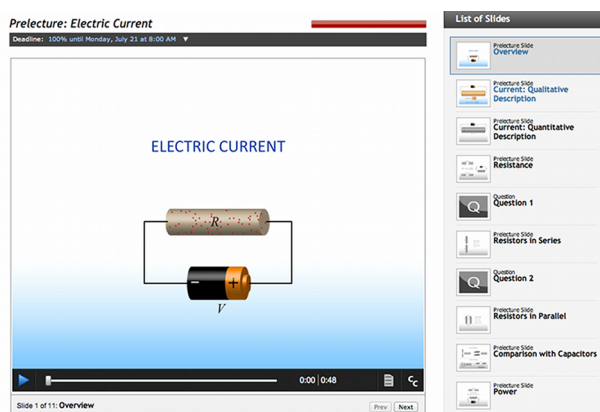 Prelecture: Electric Current
Deadline: 100% until Monday, July 21 at 8:00 AM
ELECTRIC CURRENT
R
V
0:00 0:48
CC
Slide 1 of 11: Overview
Prev Next
List of Slides
Prelecture Slide
Overview
Prelecture Slide
Current: Qualitative
Description
Prelecture Slide
Current: Quantitative
Description
Prelecture Slide
Resistance
Q
Question
Question 1
Prelecture Slide
Resistors in Series
Q
Question
Question 2
Prelecture Slide
Resistors in Parallel
Prelecture Slide
Comparison with Capacitors
Prelecture Slide
Power